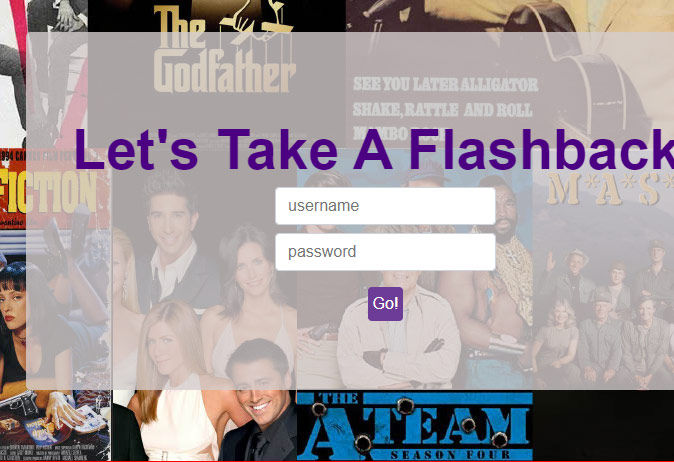 The
Godfather
SEE YOU LATER ALLIGATOR
SHAKE, RATTLE AND ROLL
MAMBO
Let's Take A Flashback
FICTION
M*A*S*
username
password
Go!
THE
A TEAM
SEASON FOUR